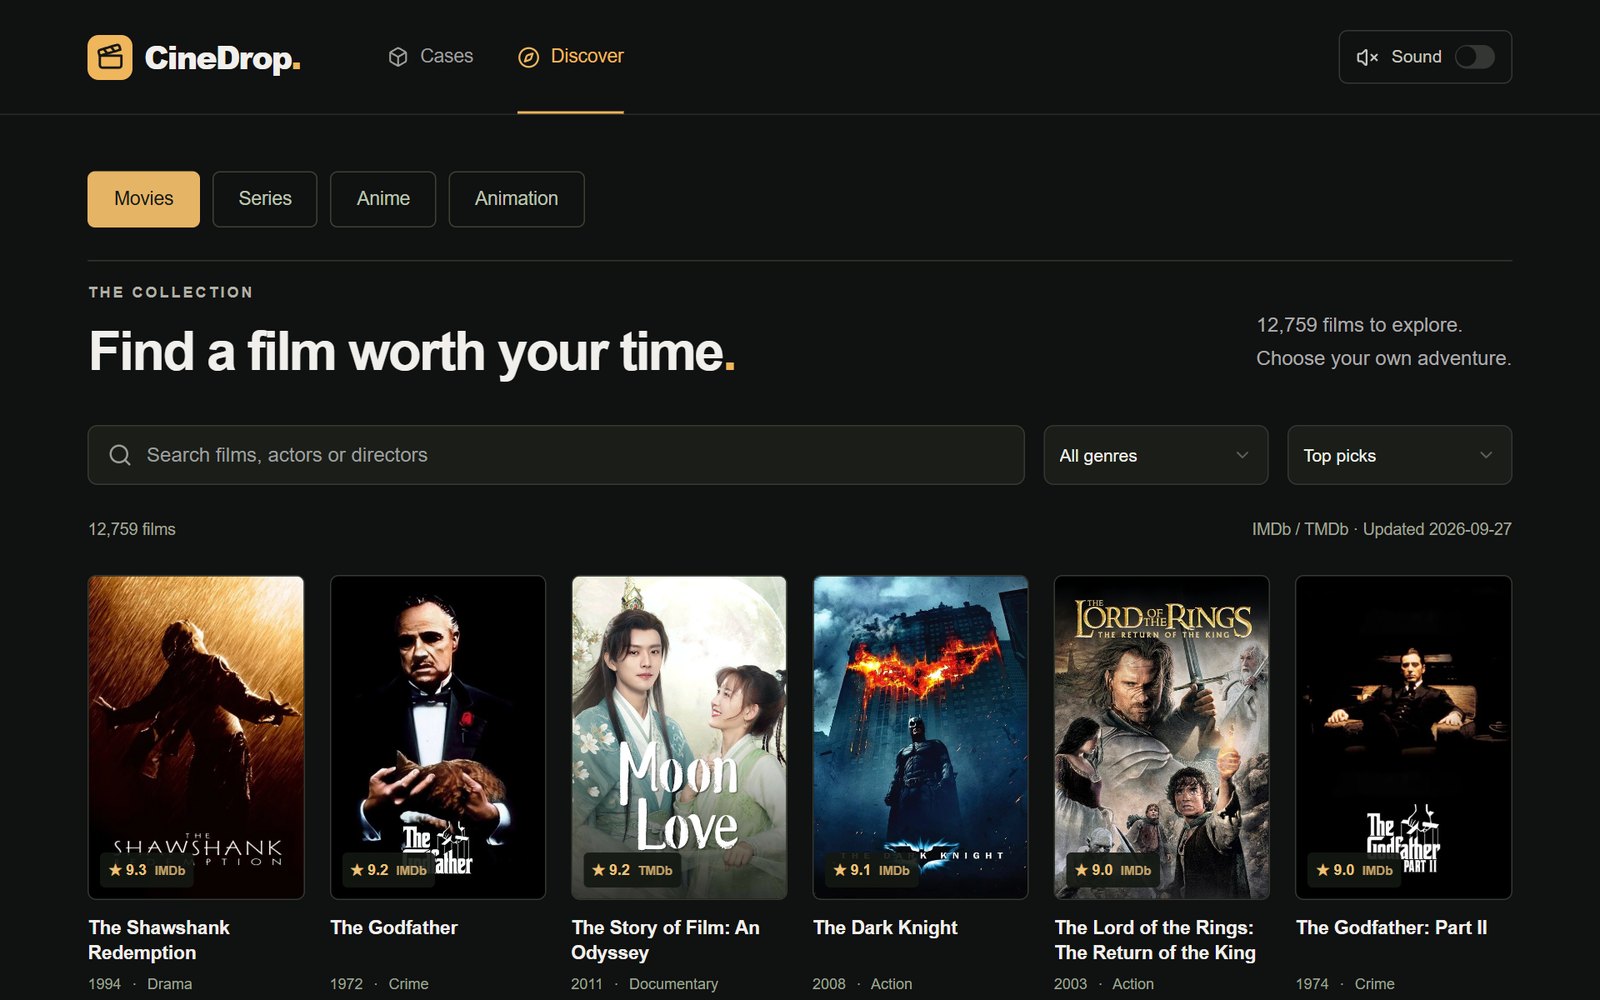 CineDrop.
Cases
Discover
Sound
Movies
Series
Anime
Animation
THE COLLECTION
Find a film worth your time.
12,759 films to explore.
Choose your own adventure.
Search films, actors or directors
All genres
Top picks
12,759 films
IMDb / TMDb · Updated 2026-09-27
THE
SHAWSHANK
PTION
★ 9.3 IMDb
The Shawshank
Redemption
1994 · Drama
The
ather
★ 9.2 IMDb
The Godfather
1972 · Crime
Moon
Love
★ 9.2 TMDb
The Story of Film: An
Odyssey
2011 · Documentary
THE DARK KNIGHT
★ 9.1 IMDb
The Dark Knight
2008 · Action
THE
LORD OF THE RINGS
THE RETURN OF THE KING
★ 9.0 IMDb
The Lord of the Rings:
The Return of the King
2003 · Action
The
Godfather
PART II
★ 9.0 IMDb
The Godfather: Part II
1974 · Crime